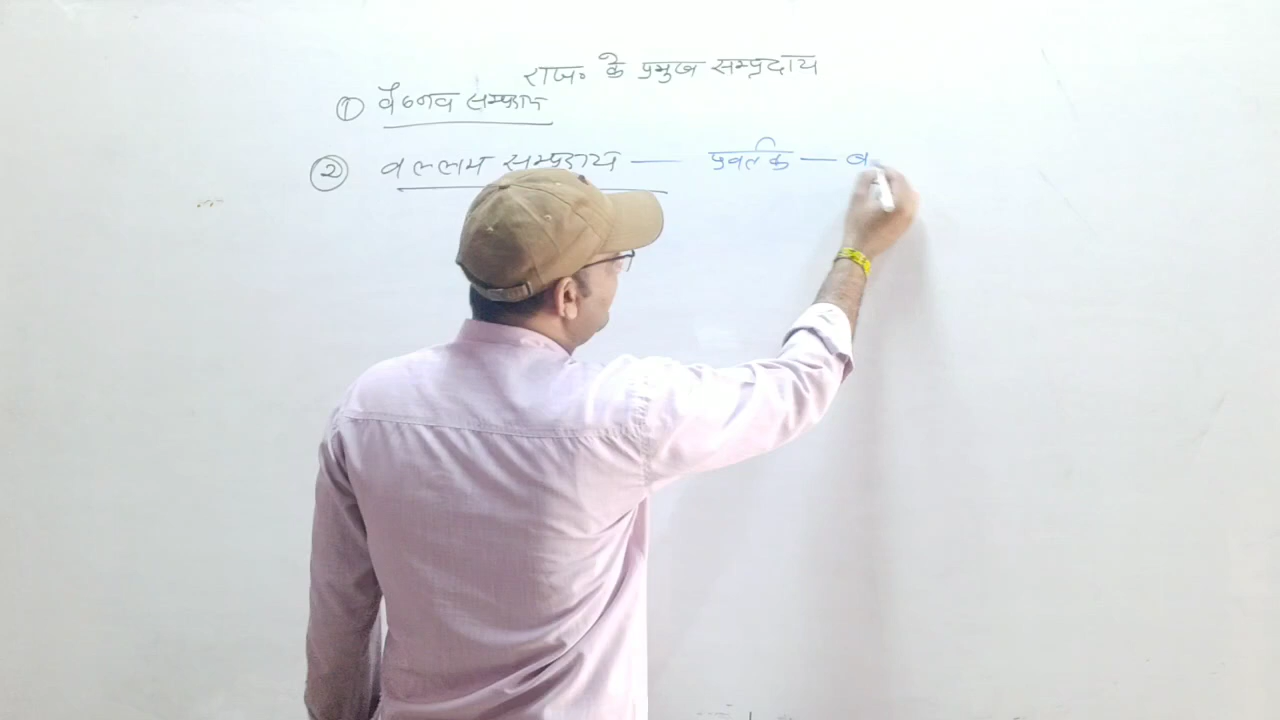 राज० के प्रमुख सम्प्रदाय
① वैष्णव सम्प्रदाय
② वल्लभ सम्प्रदाय — प्रवर्तक — व